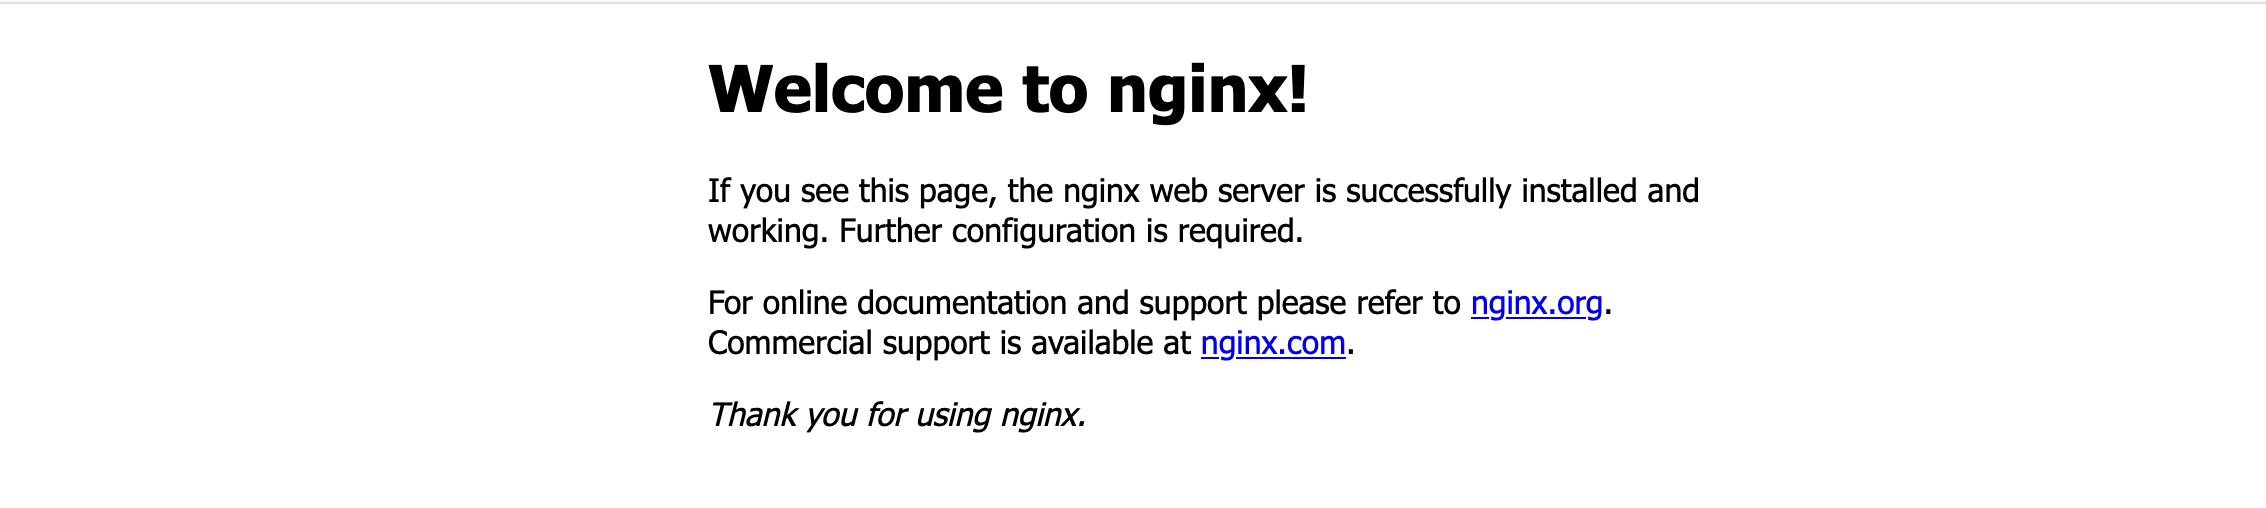 Welcome to nginx!
If you see this page, the nginx web server is successfully installed and
working. Further configuration is required.
For online documentation and support please refer to nginx.org.
Commercial support is available at nginx.com.
Thank you for using nginx.